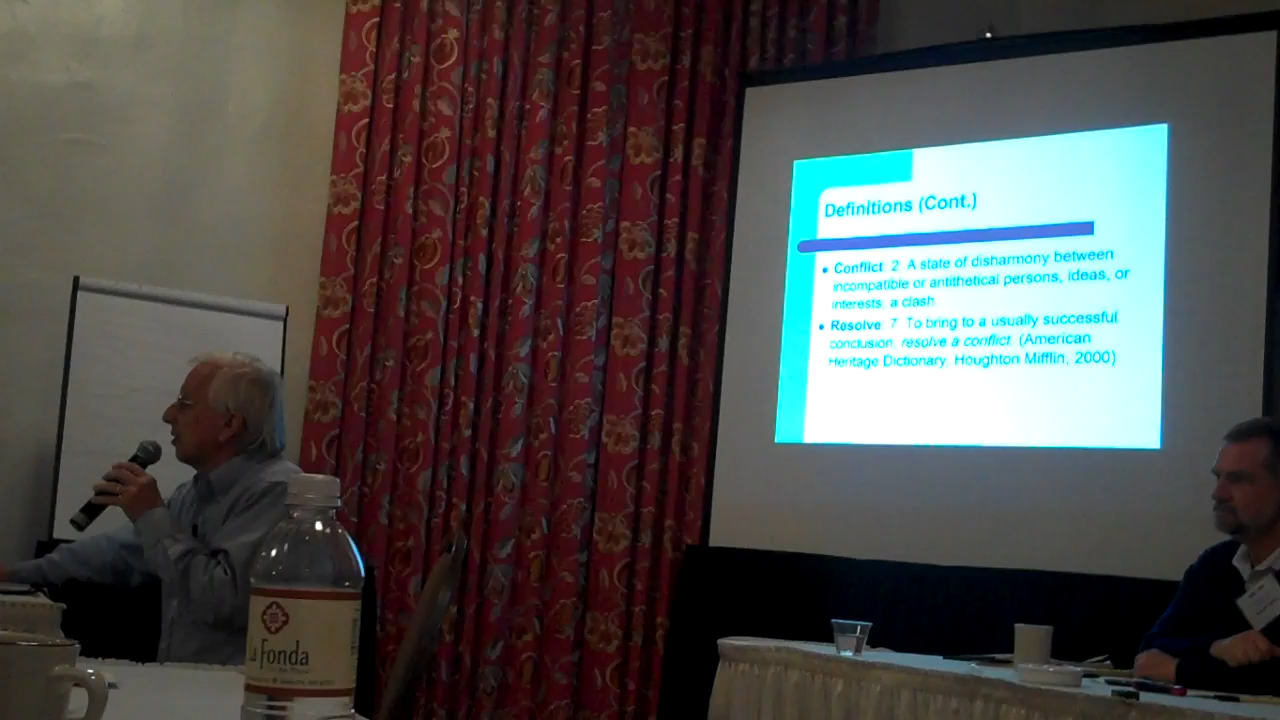 Definitions (Cont.)
• Conflict: 2. A state of disharmony between
incompatible or antithetical persons, ideas, or
interests; a clash
• Resolve: 7. To bring to a usually successful
conclusion: resolve a conflict. (American
Heritage Dictionary, Houghton Mifflin, 2000)
La Fonda